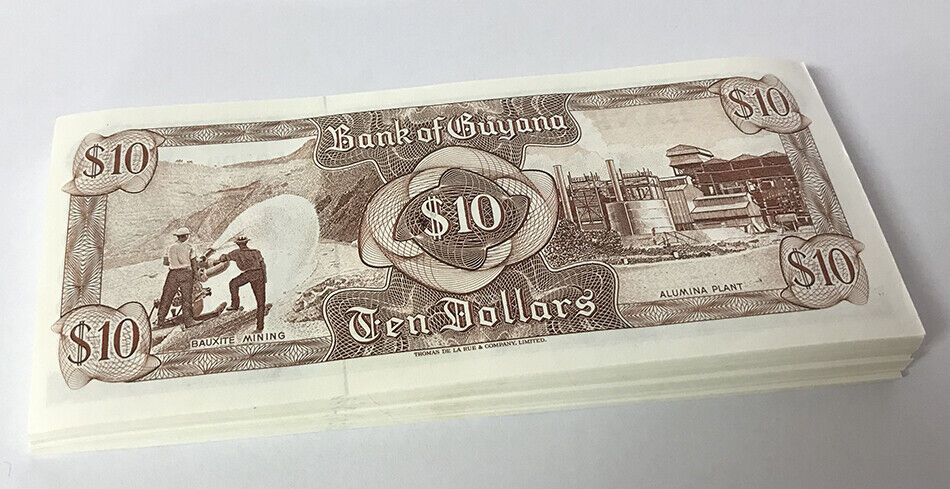 Bank of Guyana
$10
$10
$10
$10
$10
BAUXITE MINING
ALUMINA PLANT
Ten Dollars
THOMAS DE LA RUE & COMPANY, LIMITED.